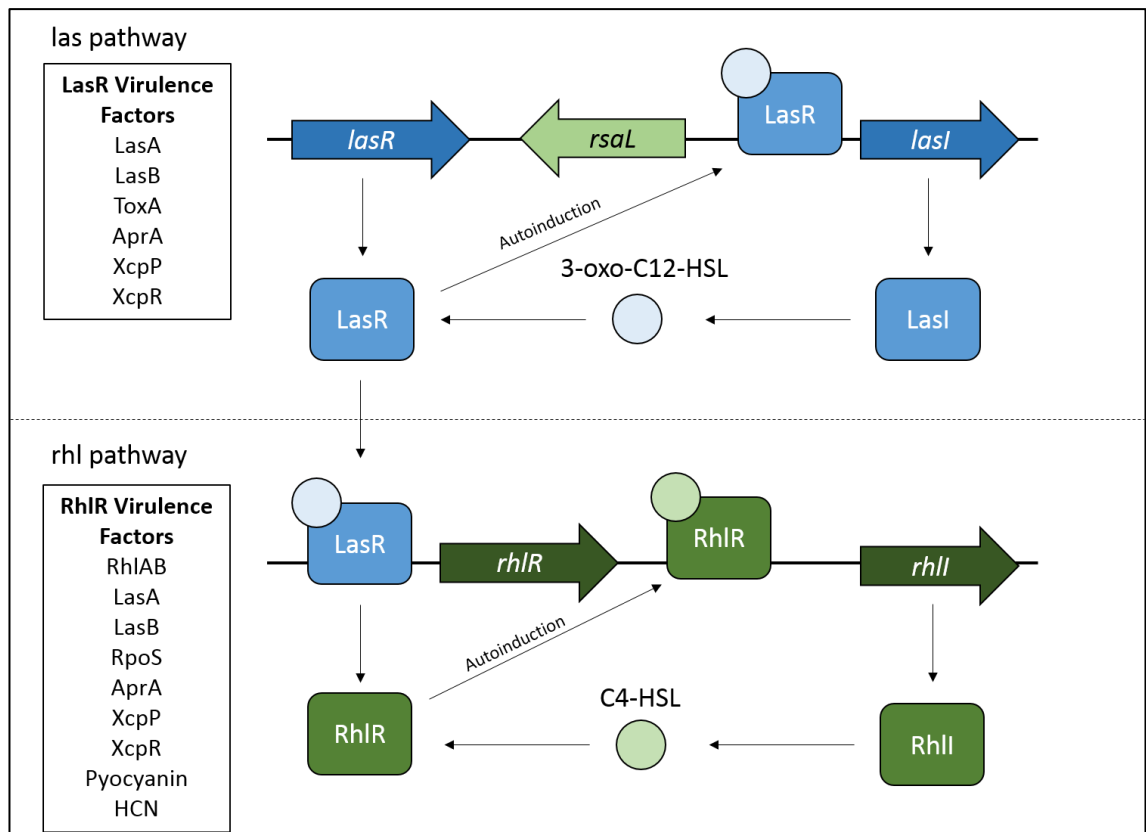 las pathway
LasR Virulence
Factors
LasA
LasB
ToxA
AprA
XcpP
XcpR
lasR
rsaL
LasR
lasI
Autoinduction
3-oxo-C12-HSL
LasR
LasI
rhl pathway
RhlR Virulence
Factors
RhlAB
LasA
LasB
RpoS
AprA
XcpP
XcpR
Pyocyanin
HCN
LasR
rhlR
RhlR
rhlI
Autoinduction
C4-HSL
RhlR
RhlI